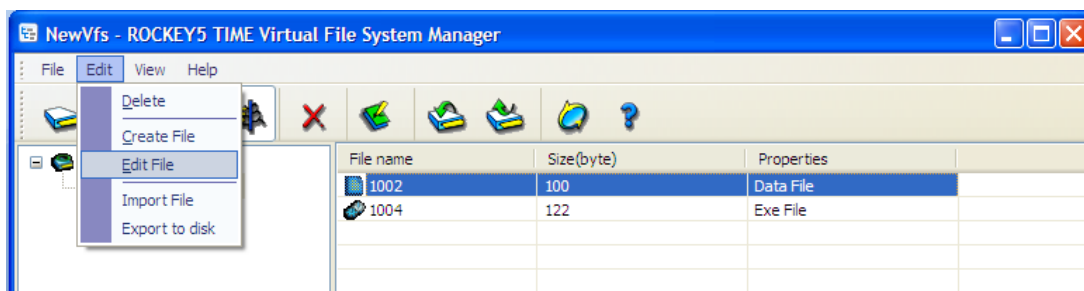 NewVfs - ROCKEY5 TIME Virtual File System Manager
File Edit View Help
Delete
Create File
Edit File
Import File
Export to disk
File name Size(byte) Properties
1002 100 Data File
1004 122 Exe File